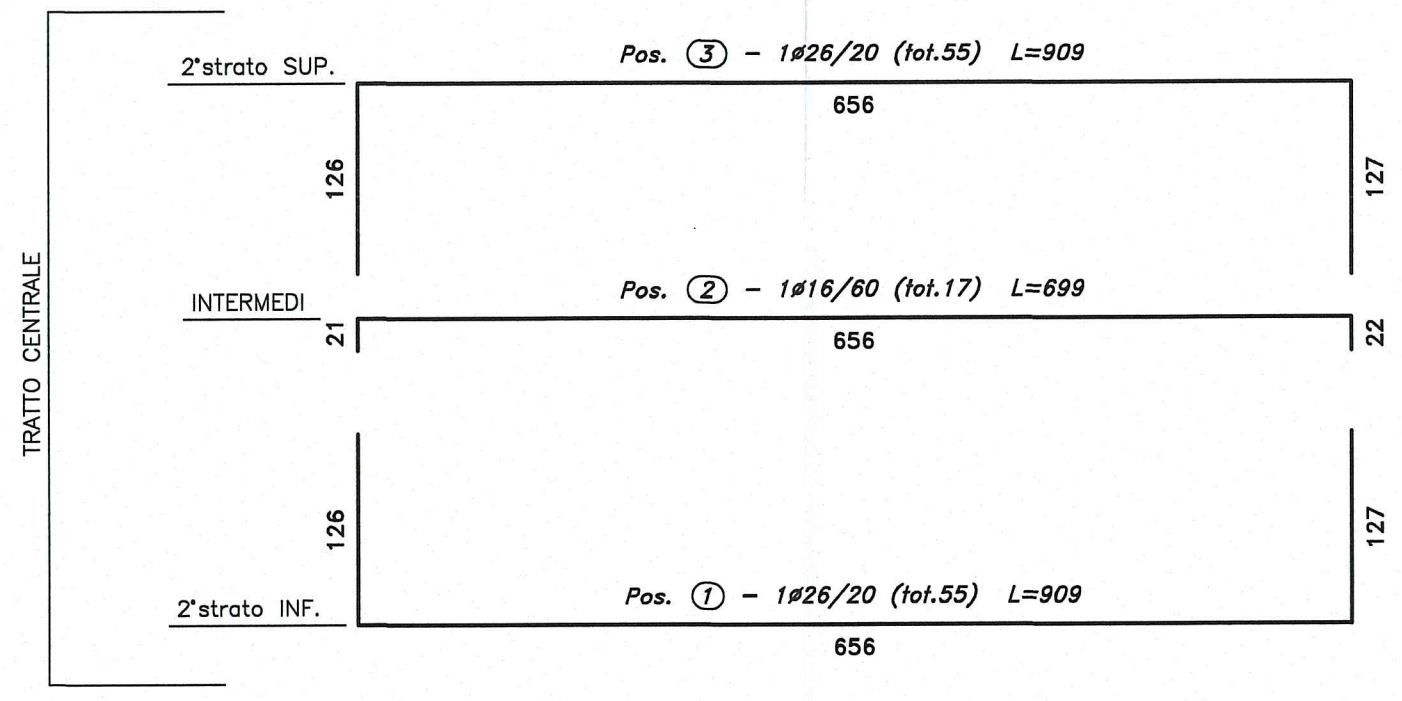 TRATTO CENTRALE
2°strato SUP.
Pos. 3 - 1ø26/20 (tot.55) L=909
656
126
127
INTERMEDI
Pos. 2 - 1ø16/60 (tot.17) L=699
656
21
22
126
127
2°strato INF.
Pos. 1 - 1ø26/20 (tot.55) L=909
656